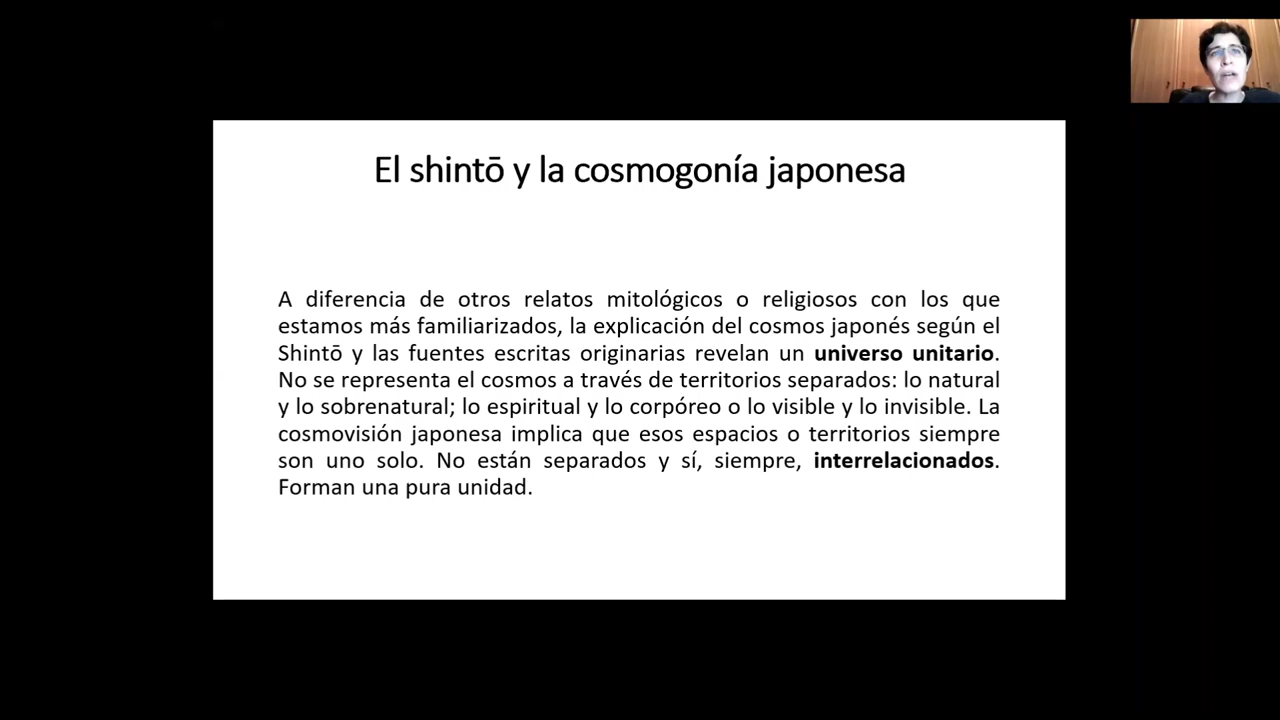 El shintō y la cosmogonía japonesa
A diferencia de otros relatos mitológicos o religiosos con los que
estamos más familiarizados, la explicación del cosmos japonés según el
Shintō y las fuentes escritas originarias revelan un universo unitario.
No se representa el cosmos a través de territorios separados: lo natural
y lo sobrenatural; lo espiritual y lo corpóreo o lo visible y lo invisible. La
cosmovisión japonesa implica que esos espacios o territorios siempre
son uno solo. No están separados y sí, siempre, interrelacionados.
Forman una pura unidad.